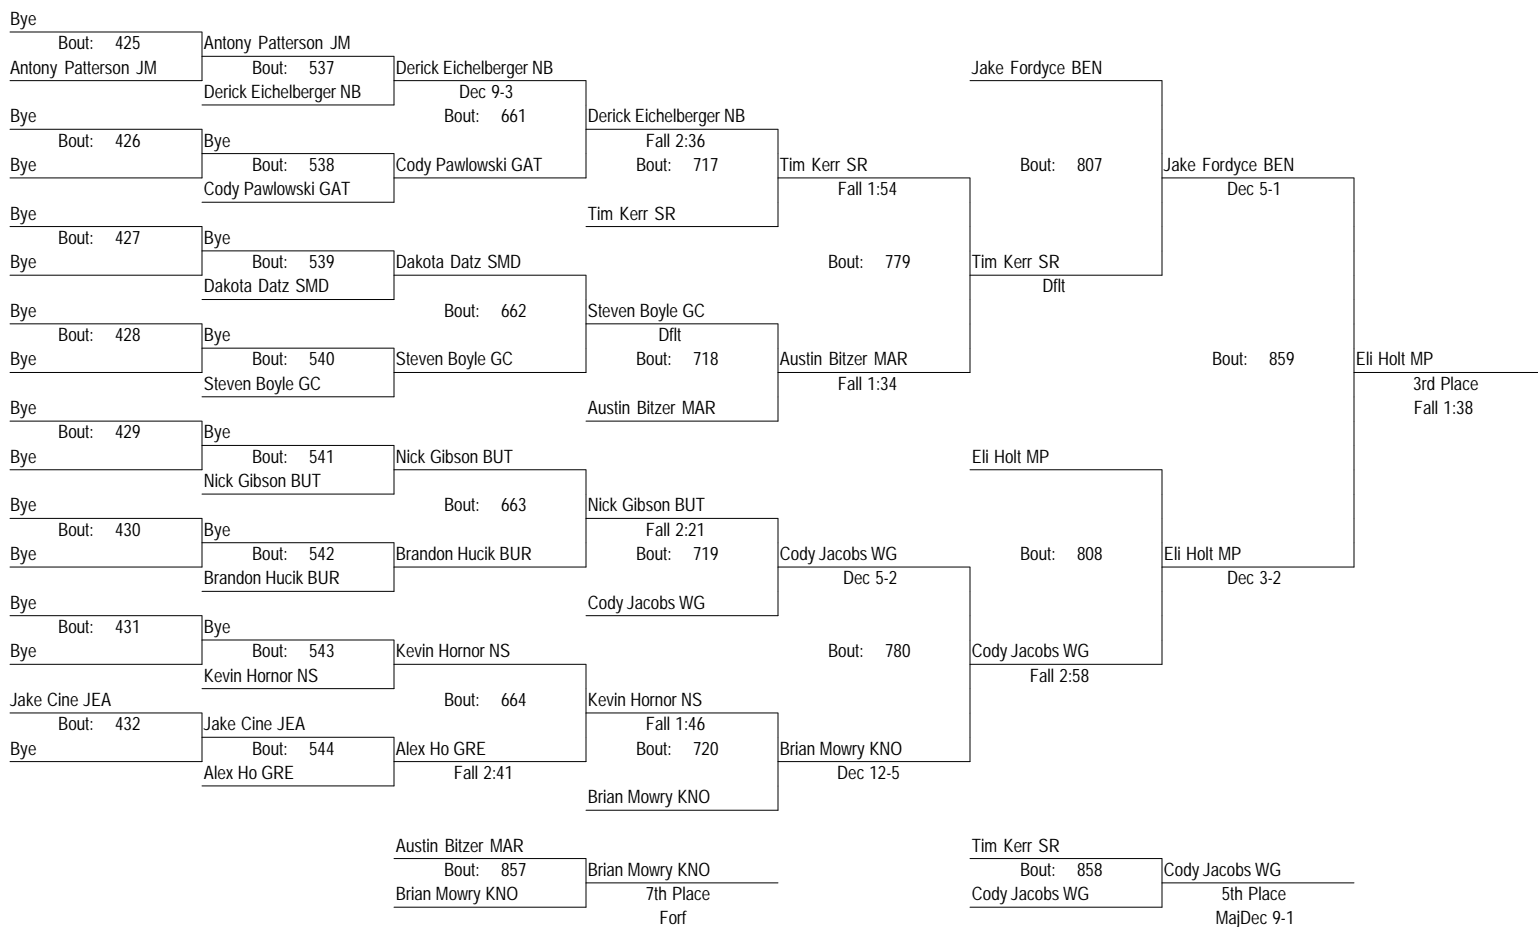 Bye
Bout: 425 Antony Patterson JM
Antony Patterson JM Bout: 537 Derick Eichelberger NB Jake Fordyce BEN
Derick Eichelberger NB Dec 9-3
Bye Bout: 661 Derick Eichelberger NB
Bout: 426 Bye Fall 2:36
Bye Bout: 538 Cody Pawlowski GAT Bout: 717 Tim Kerr SR Bout: 807 Jake Fordyce BEN
Cody Pawlowski GAT Fall 1:54 Dec 5-1
Bye Tim Kerr SR
Bout: 427 Bye
Bye Bout: 539 Dakota Datz SMD Bout: 779 Tim Kerr SR
Dakota Datz SMD Dflt
Bye Bout: 662 Steven Boyle GC
Bout: 428 Bye Dflt
Bye Bout: 540 Steven Boyle GC Bout: 718 Austin Bitzer MAR Bout: 859 Eli Holt MP
Steven Boyle GC Fall 1:34 3rd Place
Bye Austin Bitzer MAR Fall 1:38
Bout: 429 Bye
Bye Bout: 541 Nick Gibson BUT Eli Holt MP
Nick Gibson BUT
Bye Bout: 663 Nick Gibson BUT
Bout: 430 Bye Fall 2:21
Bye Bout: 542 Brandon Hucik BUR Bout: 719 Cody Jacobs WG Bout: 808 Eli Holt MP
Brandon Hucik BUR Dec 5-2 Dec 3-2
Bye Cody Jacobs WG
Bout: 431 Bye
Bye Bout: 543 Kevin Hornor NS Bout: 780 Cody Jacobs WG
Kevin Hornor NS Fall 2:58
Jake Cine JEA Bout: 664 Kevin Hornor NS
Bout: 432 Jake Cine JEA Fall 1:46
Bye Bout: 544 Alex Ho GRE Bout: 720 Brian Mowry KNO
Alex Ho GRE Fall 2:41 Dec 12-5
Brian Mowry KNO
Austin Bitzer MAR Tim Kerr SR
Bout: 857 Brian Mowry KNO Bout: 858 Cody Jacobs WG
Brian Mowry KNO 7th Place Cody Jacobs WG 5th Place
Forf MajDec 9-1